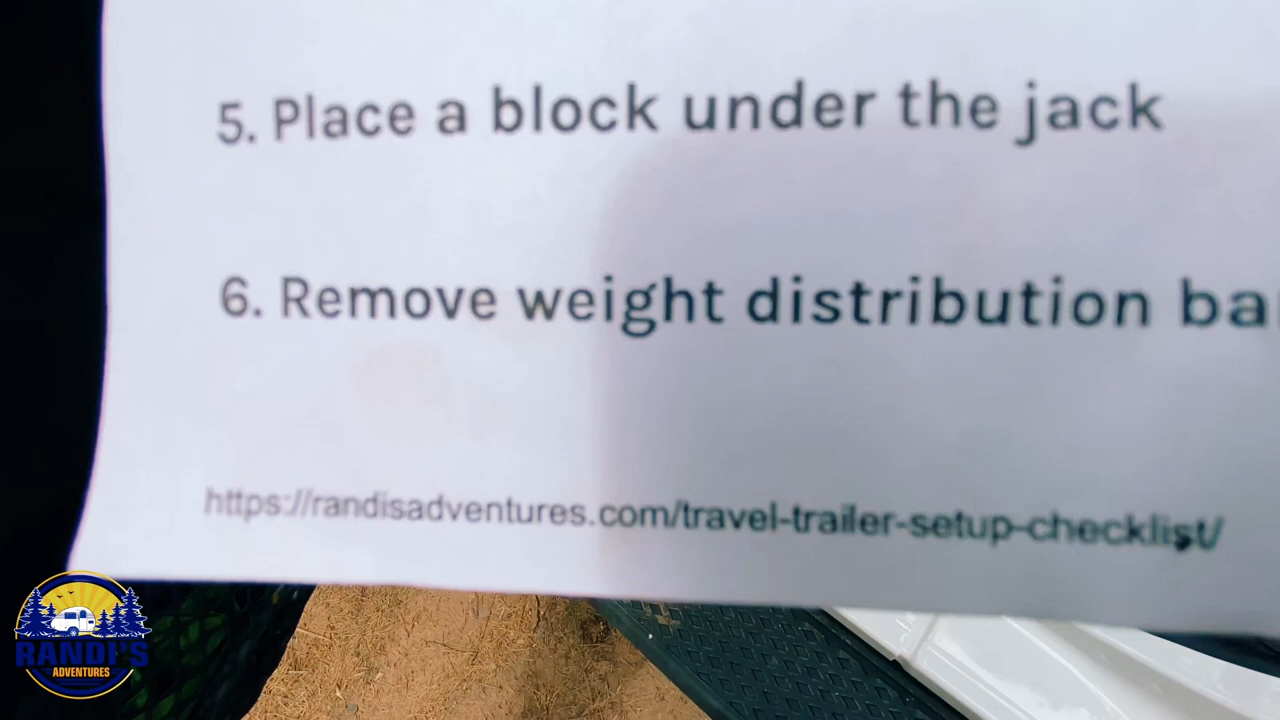 5. Place a block under the jack
6. Remove weight distribution ba
https://randisadventures.com/travel-trailer-setup-checklist/
RANDI'S
ADVENTURES